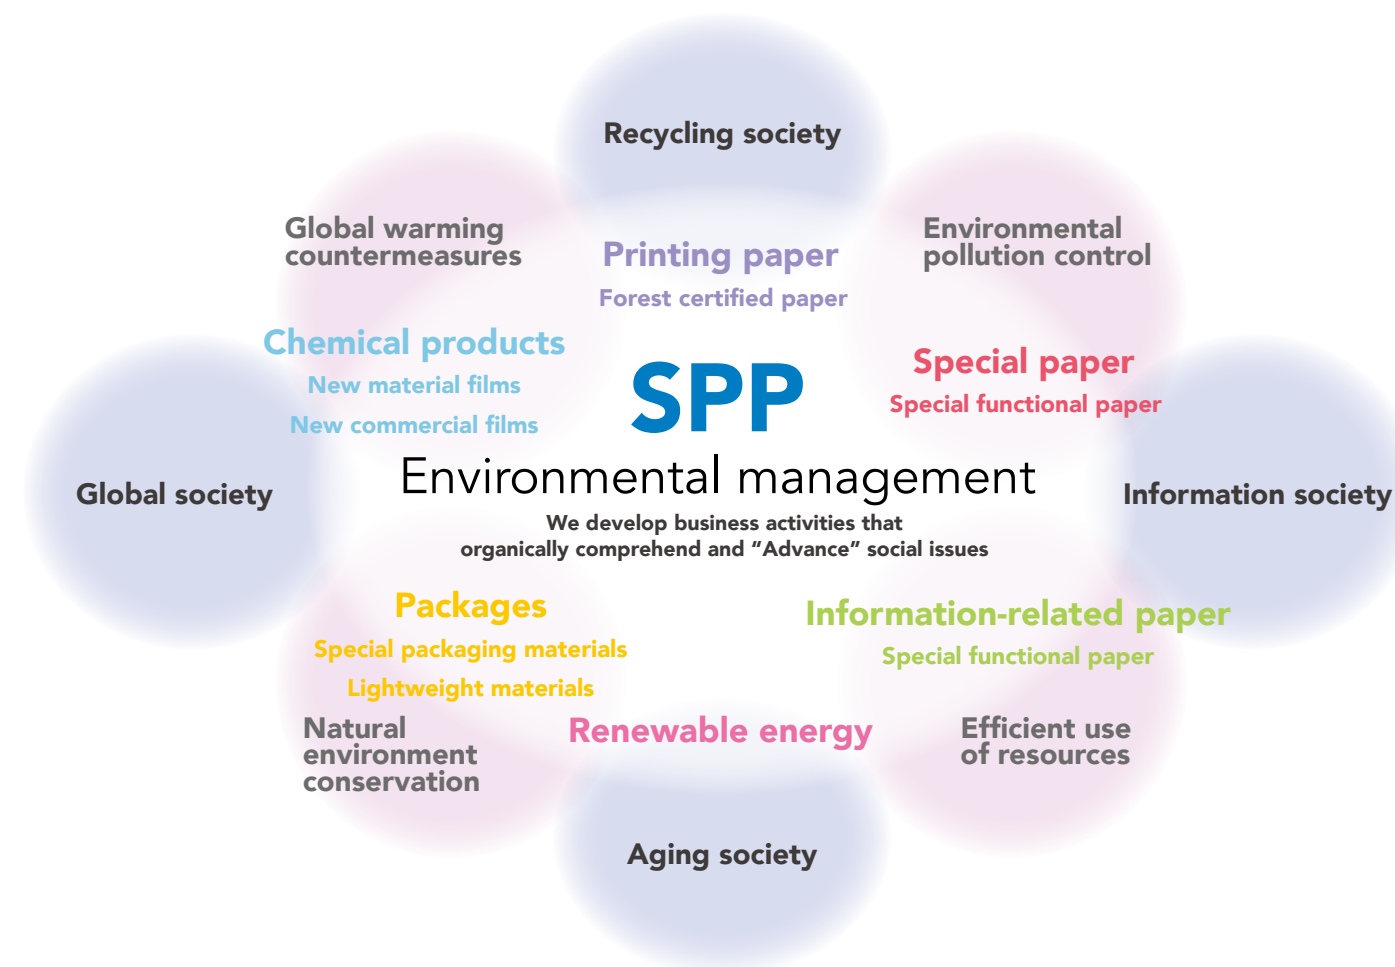 Recycling society
Global warming
countermeasures
Environmental
pollution control
Printing paper
Forest certified paper
Chemical products
New material films
New commercial films
Special paper
Special functional paper
SPP
Environmental management
We develop business activities that
organically comprehend and “Advance” social issues
Global society
Information society
Packages
Special packaging materials
Lightweight materials
Information-related paper
Special functional paper
Natural
environment
conservation
Renewable energy
Efficient use
of resources
Aging society